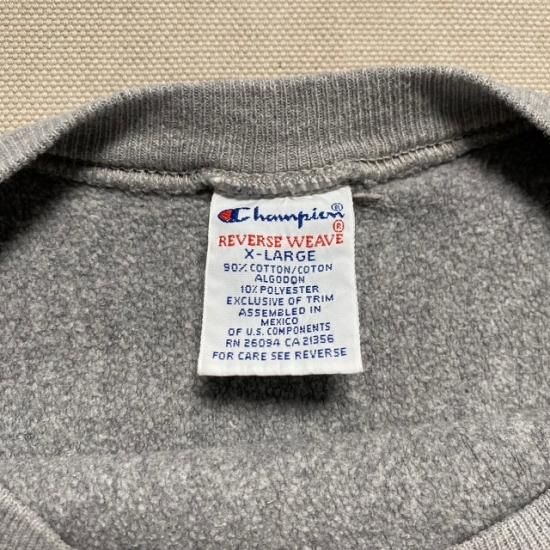 Champion®
REVERSE WEAVE®
X-LARGE
90% COTTON/COTON
ALGODON
10% POLYESTER
EXCLUSIVE OF TRIM
ASSEMBLED IN
MEXICO
OF U.S. COMPONENTS
RN 26094 CA 21356
FOR CARE SEE REVERSE